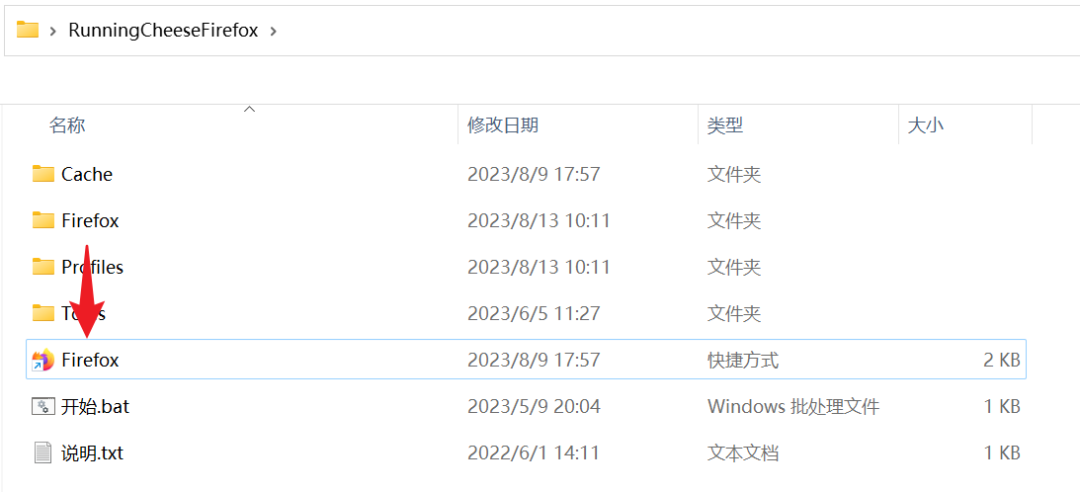 RunningCheeseFirefox
名称 修改日期 类型 大小
Cache 2023/8/9 17:57 文件夹
Firefox 2023/8/13 10:11 文件夹
Profiles 2023/8/13 10:11 文件夹
2023/6/5 11:27 文件夹
Firefox 2023/8/9 17:57 快捷方式 2 KB
开始.bat 2023/5/9 20:04 Windows 批处理文件 1 KB
说明.txt 2022/6/1 14:11 文本文档 1 KB